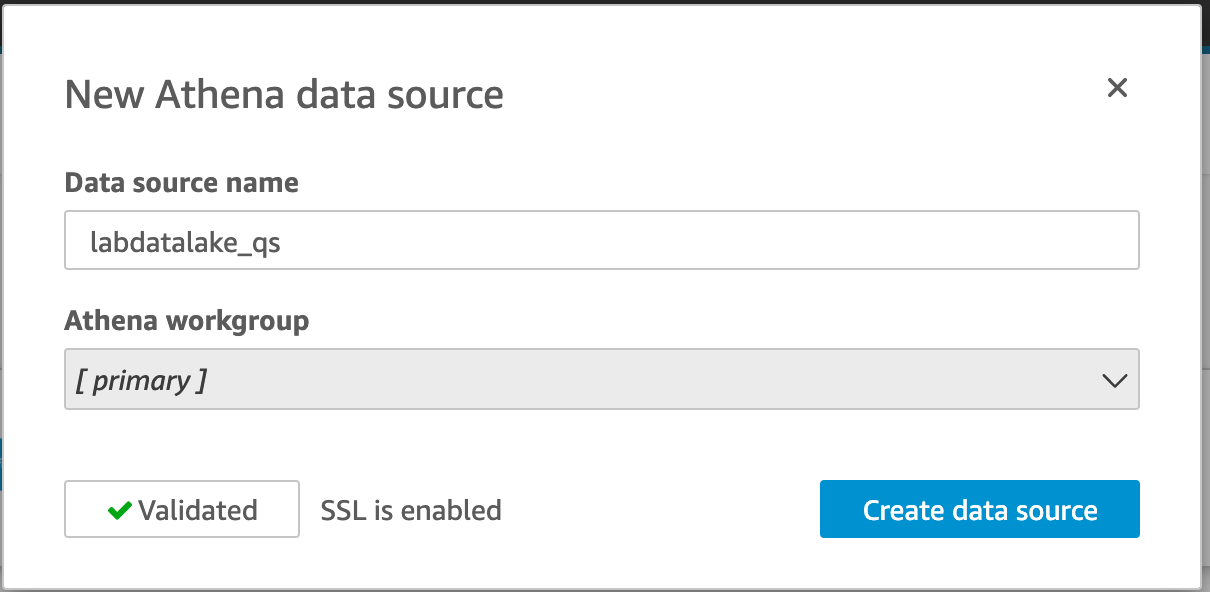 New Athena data source
Data source name
labdatalake_qs
Athena workgroup
[ primary ]
Validated SSL is enabled Create data source